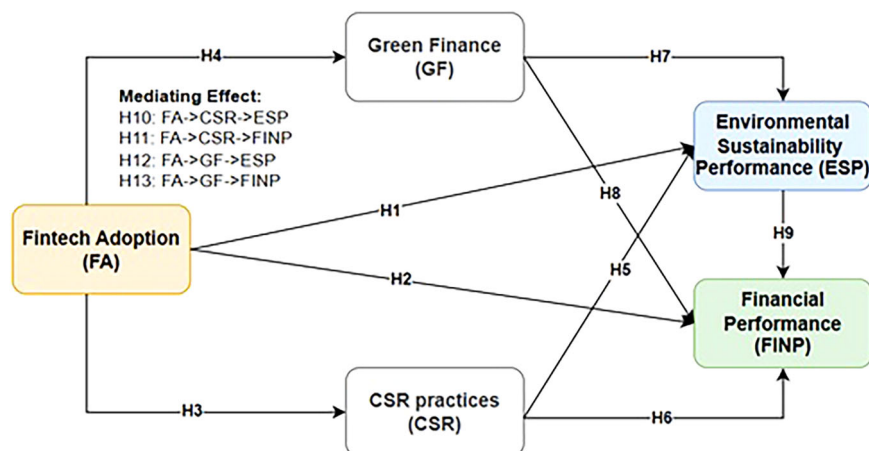 H4
Green Finance
(GF)
H7
Mediating Effect:
H10: FA->CSR->ESP
H11: FA->CSR->FINP
H12: FA->GF->ESP
H13: FA->GF->FINP
Environmental
Sustainability
Performance (ESP)
H8
H1
Fintech Adoption
(FA)
H9
H5
H2
Financial
Performance
(FINP)
CSR practices
(CSR)
H3
H6